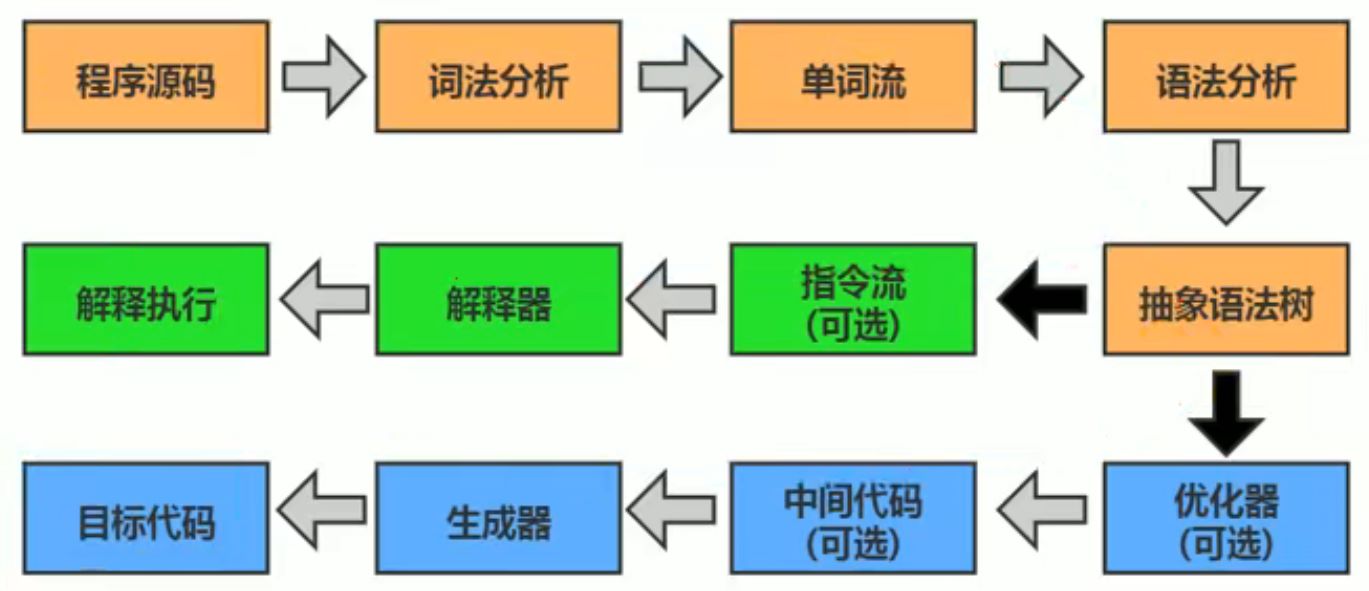 程序源码
词法分析
单词流
语法分析
解释执行
解释器
指令流
(可选)
抽象语法树
目标代码
生成器
中间代码
(可选)
优化器
(可选)